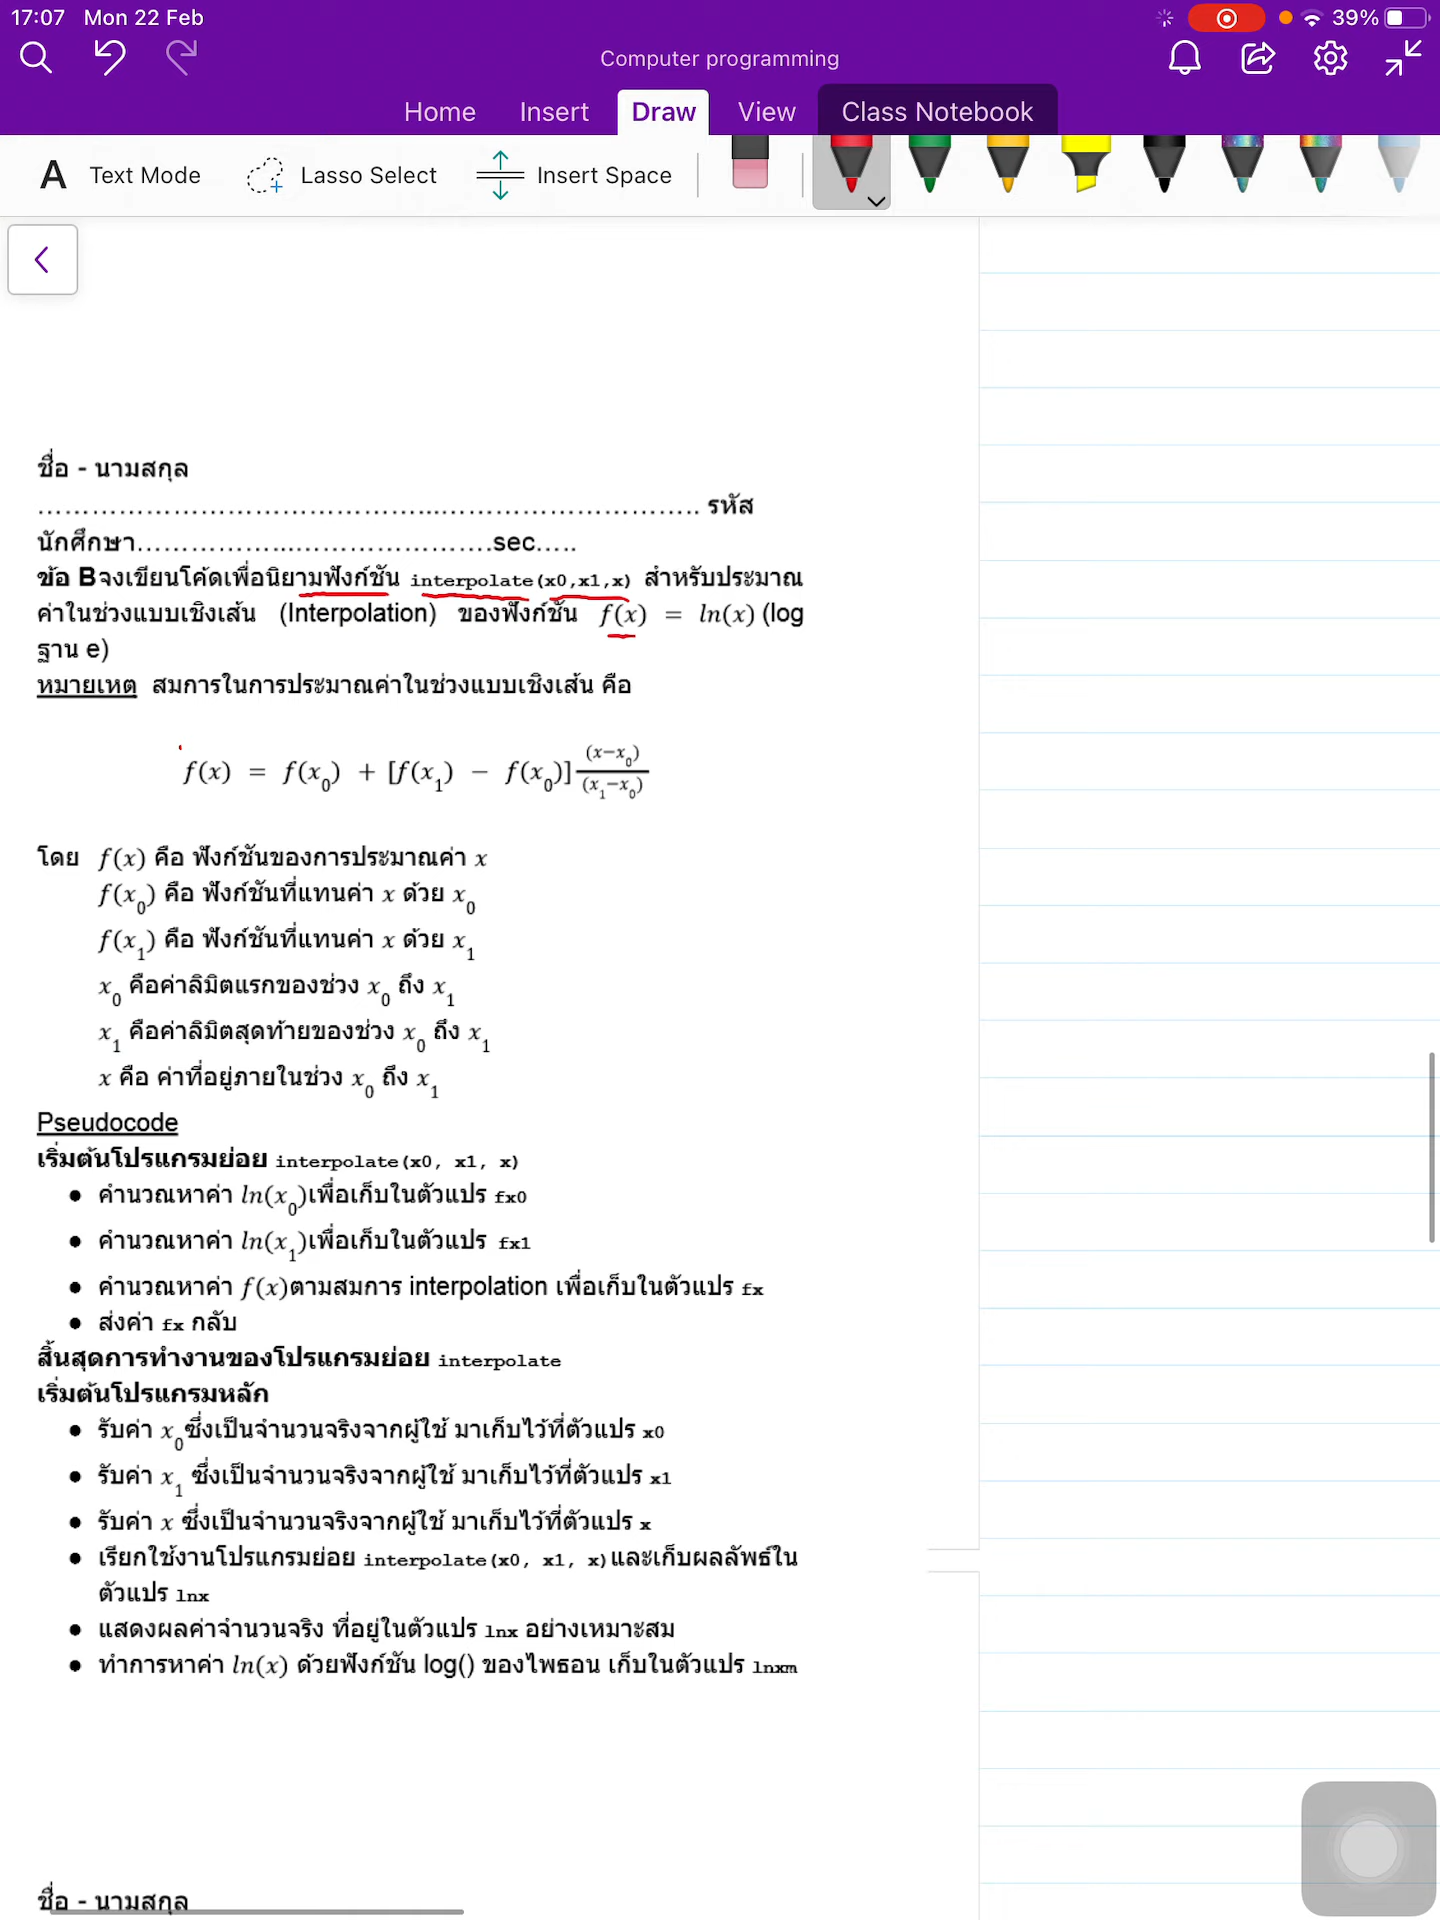 17:07 Mon 22 Feb
39%
Computer programming
Home Insert Draw View Class Notebook
A Text Mode Lasso Select Insert Space
ชื่อ - นามสกุล
……………………………………...………………………. รหัส
นักศึกษา……………...………………….sec…..
ข้อ Bจงเขียนโค้ดเพื่อนิยามฟังก์ชัน interpolate(x0,x1,x) สำหรับประมาณ
ค่าในช่วงแบบเชิงเส้น (Interpolation) ของฟังก์ชัน f(x) = ln(x) (log
ฐาน e)
หมายเหตุ สมการในการประมาณค่าในช่วงแบบเชิงเส้น คือ
f(x) = f(x₀) + [f(x₁) − f(x₀)] (x−x₀)/(x₁−x₀)
โดย f(x) คือ ฟังก์ชันของการประมาณค่า x
f(x₀) คือ ฟังก์ชันที่แทนค่า x ด้วย x₀
f(x₁) คือ ฟังก์ชันที่แทนค่า x ด้วย x₁
x₀ คือค่าลิมิตแรกของช่วง x₀ ถึง x₁
x₁ คือค่าลิมิตสุดท้ายของช่วง x₀ ถึง x₁
x คือ ค่าที่อยู่ภายในช่วง x₀ ถึง x₁
Pseudocode
เริ่มต้นโปรแกรมย่อย interpolate(x0, x1, x)
● คำนวณหาค่า ln(x₀)เพื่อเก็บในตัวแปร fx0
● คำนวณหาค่า ln(x₁)เพื่อเก็บในตัวแปร fx1
● คำนวณหาค่า f(x)ตามสมการ interpolation เพื่อเก็บในตัวแปร fx
● ส่งค่า fx กลับ
สิ้นสุดการทำงานของโปรแกรมย่อย interpolate
เริ่มต้นโปรแกรมหลัก
● รับค่า x₀ซึ่งเป็นจำนวนจริงจากผู้ใช้ มาเก็บไว้ที่ตัวแปร x0
● รับค่า x₁ ซึ่งเป็นจำนวนจริงจากผู้ใช้ มาเก็บไว้ที่ตัวแปร x1
● รับค่า x ซึ่งเป็นจำนวนจริงจากผู้ใช้ มาเก็บไว้ที่ตัวแปร x
● เรียกใช้งานโปรแกรมย่อย interpolate(x0, x1, x)และเก็บผลลัพธ์ใน
ตัวแปร lnx
● แสดงผลค่าจำนวนจริง ที่อยู่ในตัวแปร lnx อย่างเหมาะสม
● ทำการหาค่า ln(x) ด้วยฟังก์ชัน log() ของไพธอน เก็บในตัวแปร lnxm
ชื่อ - นามสกุล